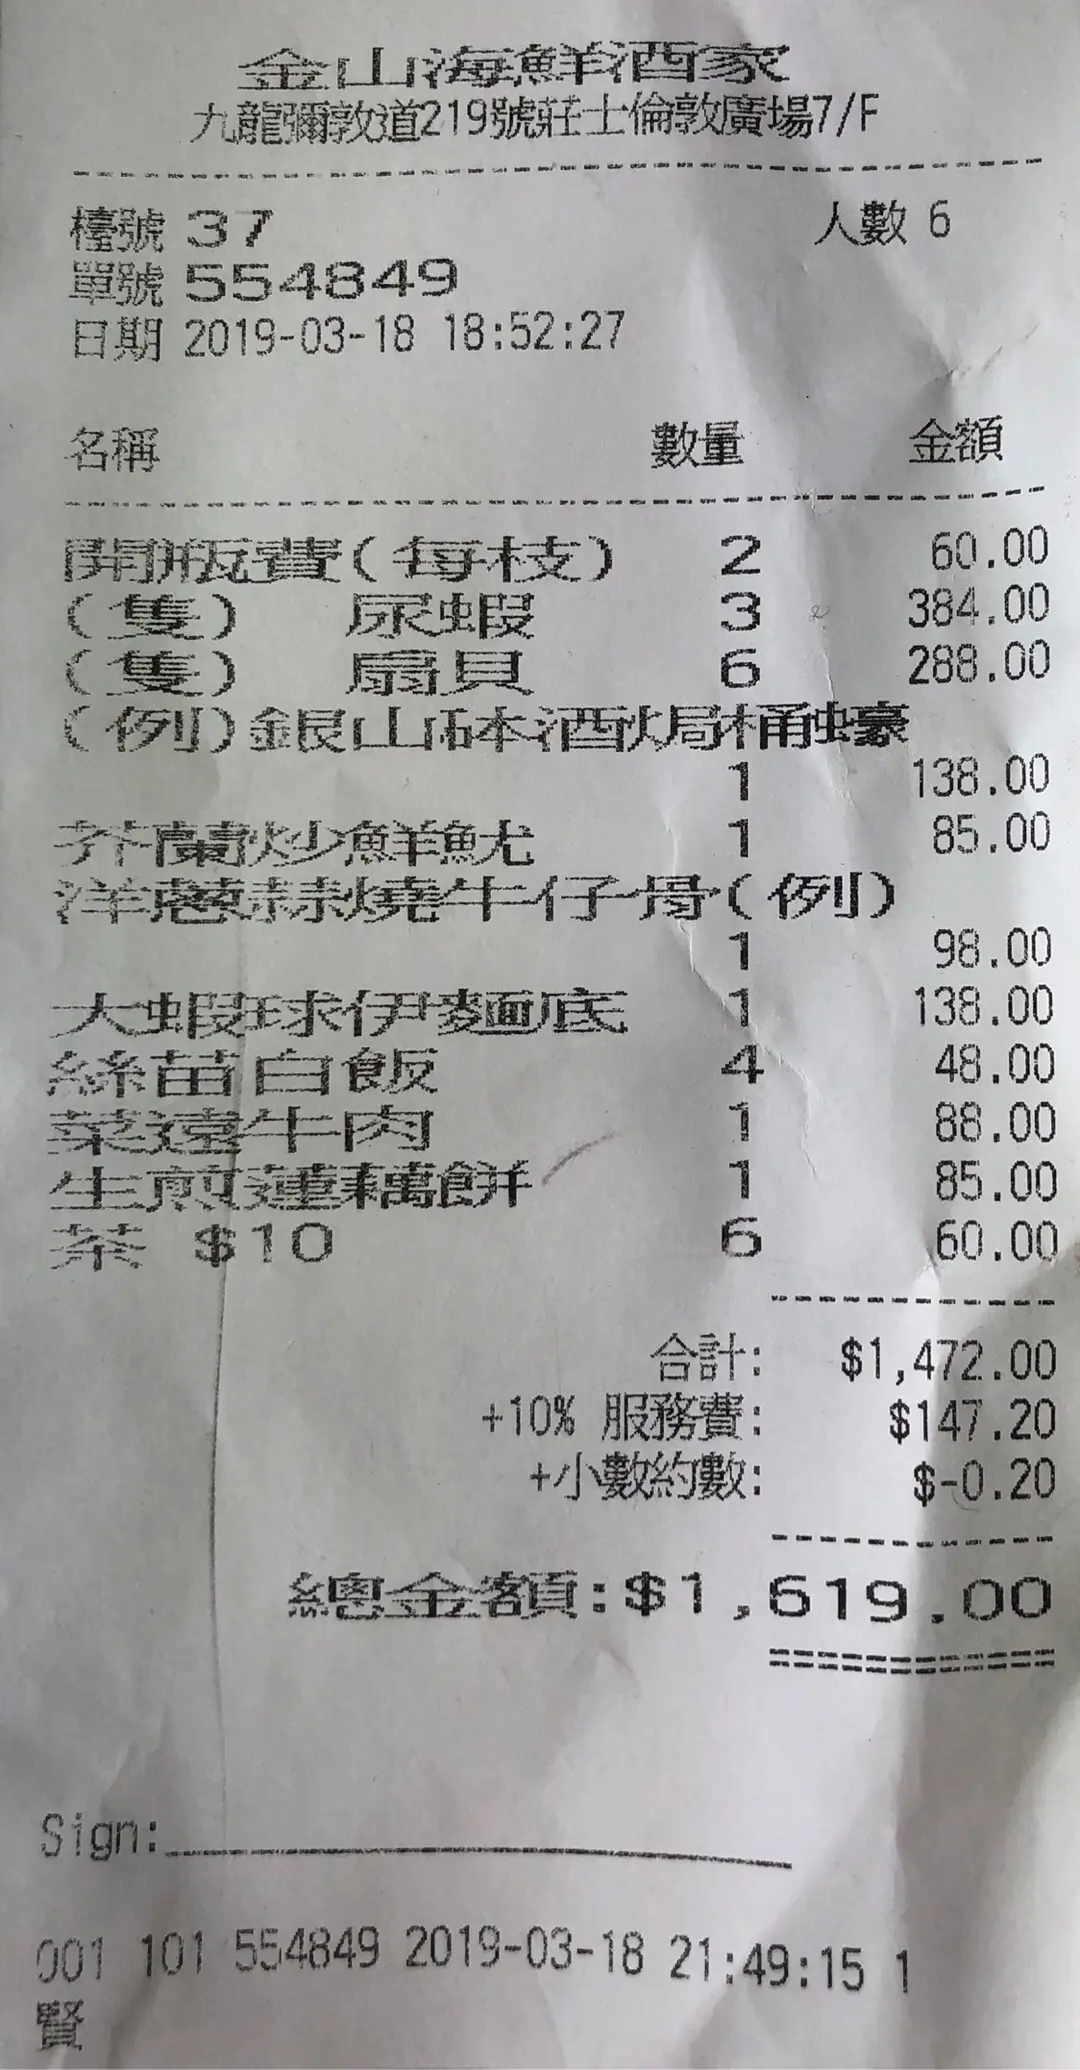 金山海鮮酒家
九龍彌敦道219號莊士倫敦廣場7/F
檯號 37 人數 6
單號 554849
日期 2019-03-18 18:52:27
名稱 數量 金額
開瓶費(每枝) 2 60.00
(隻) 尿蝦 3 384.00
(隻) 扇貝 6 288.00
(例)銀山砵酒焗桶蠔
1 138.00
芥蘭炒鮮魷 1 85.00
洋蔥蒜燒牛仔骨(例)
1 98.00
大蝦球伊麵底 1 138.00
絲苗白飯 4 48.00
菜遠牛肉 1 88.00
生煎蓮藕餅 1 85.00
茶 $10 6 60.00
合計: $1,472.00
+10% 服務費: $147.20
+小數約數: $-0.20
總金額:$1,619.00
Sign:
001 101 554849 2019-03-18 21:49:15 1
賢